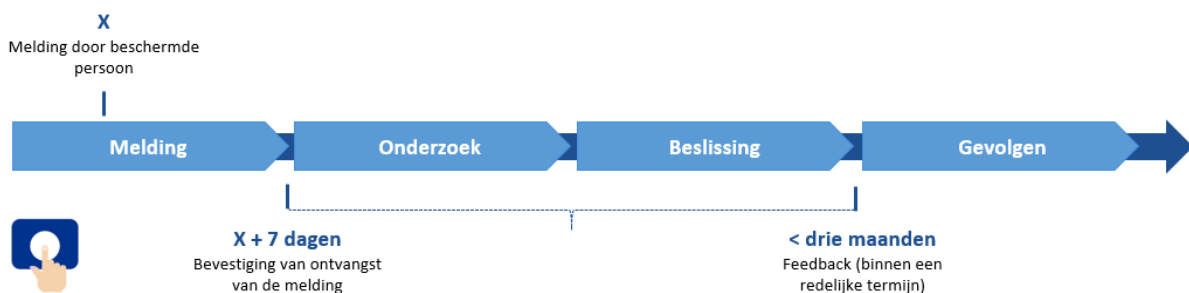 X
Melding door beschermde
persoon
Melding
Onderzoek
Beslissing
Gevolgen
X + 7 dagen
Bevestiging van ontvangst
van de melding
< drie maanden
Feedback (binnen een
redelijke termijn)